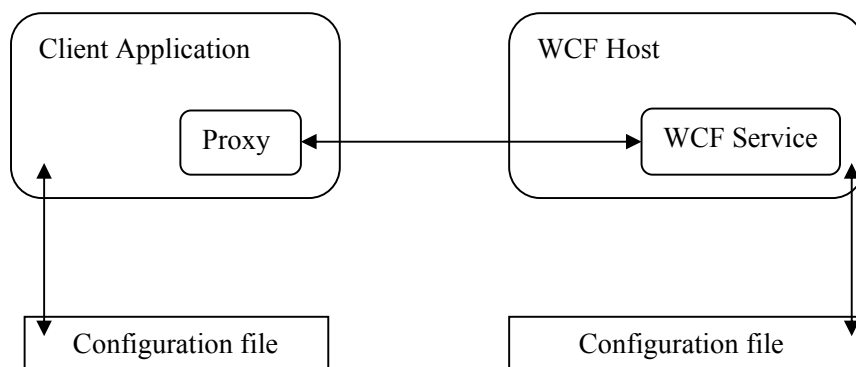 Client Application
WCF Host
Proxy
WCF Service
Configuration file
Configuration file